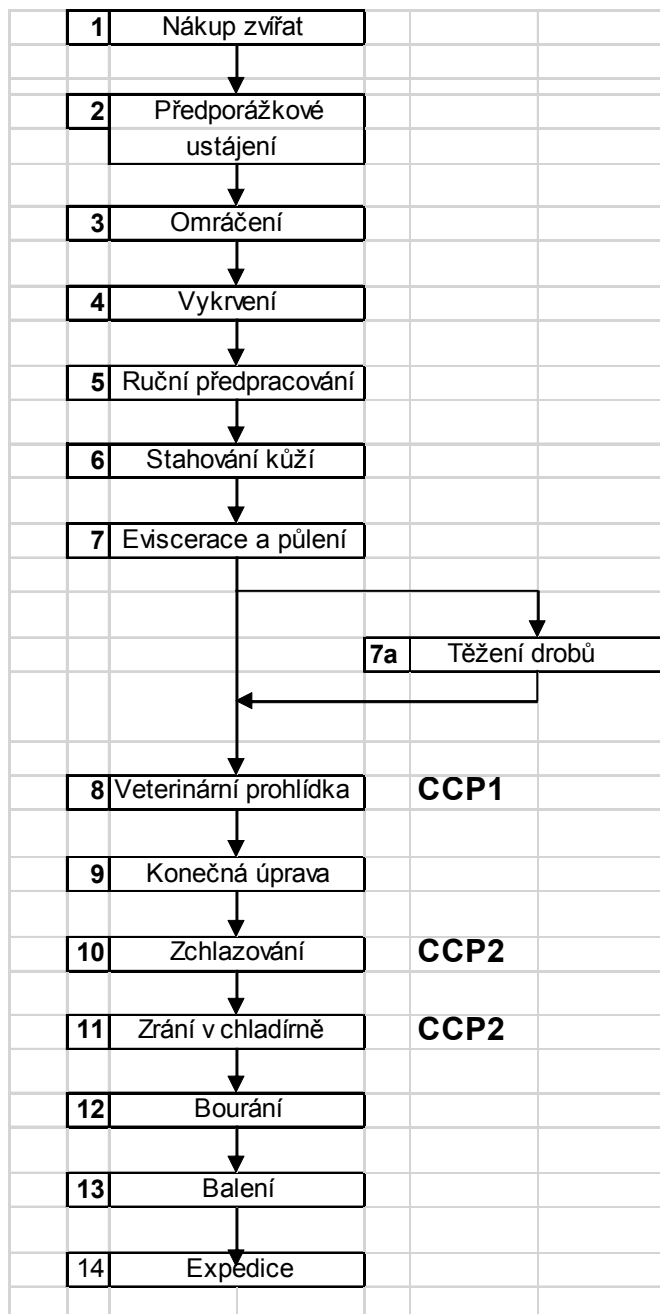 1 Nákup zvířat
2 Předporážkové
ustájení
3 Omráčení
4 Vykrvení
5 Ruční předpracování
6 Stahování kůží
7 Eviscerace a půlení
7a Těžení drobů
8 Veterinární prohlídka CCP1
9 Konečná úprava
10 Zchlazování CCP2
11 Zrání v chladírně CCP2
12 Bourání
13 Balení
14 Expedice